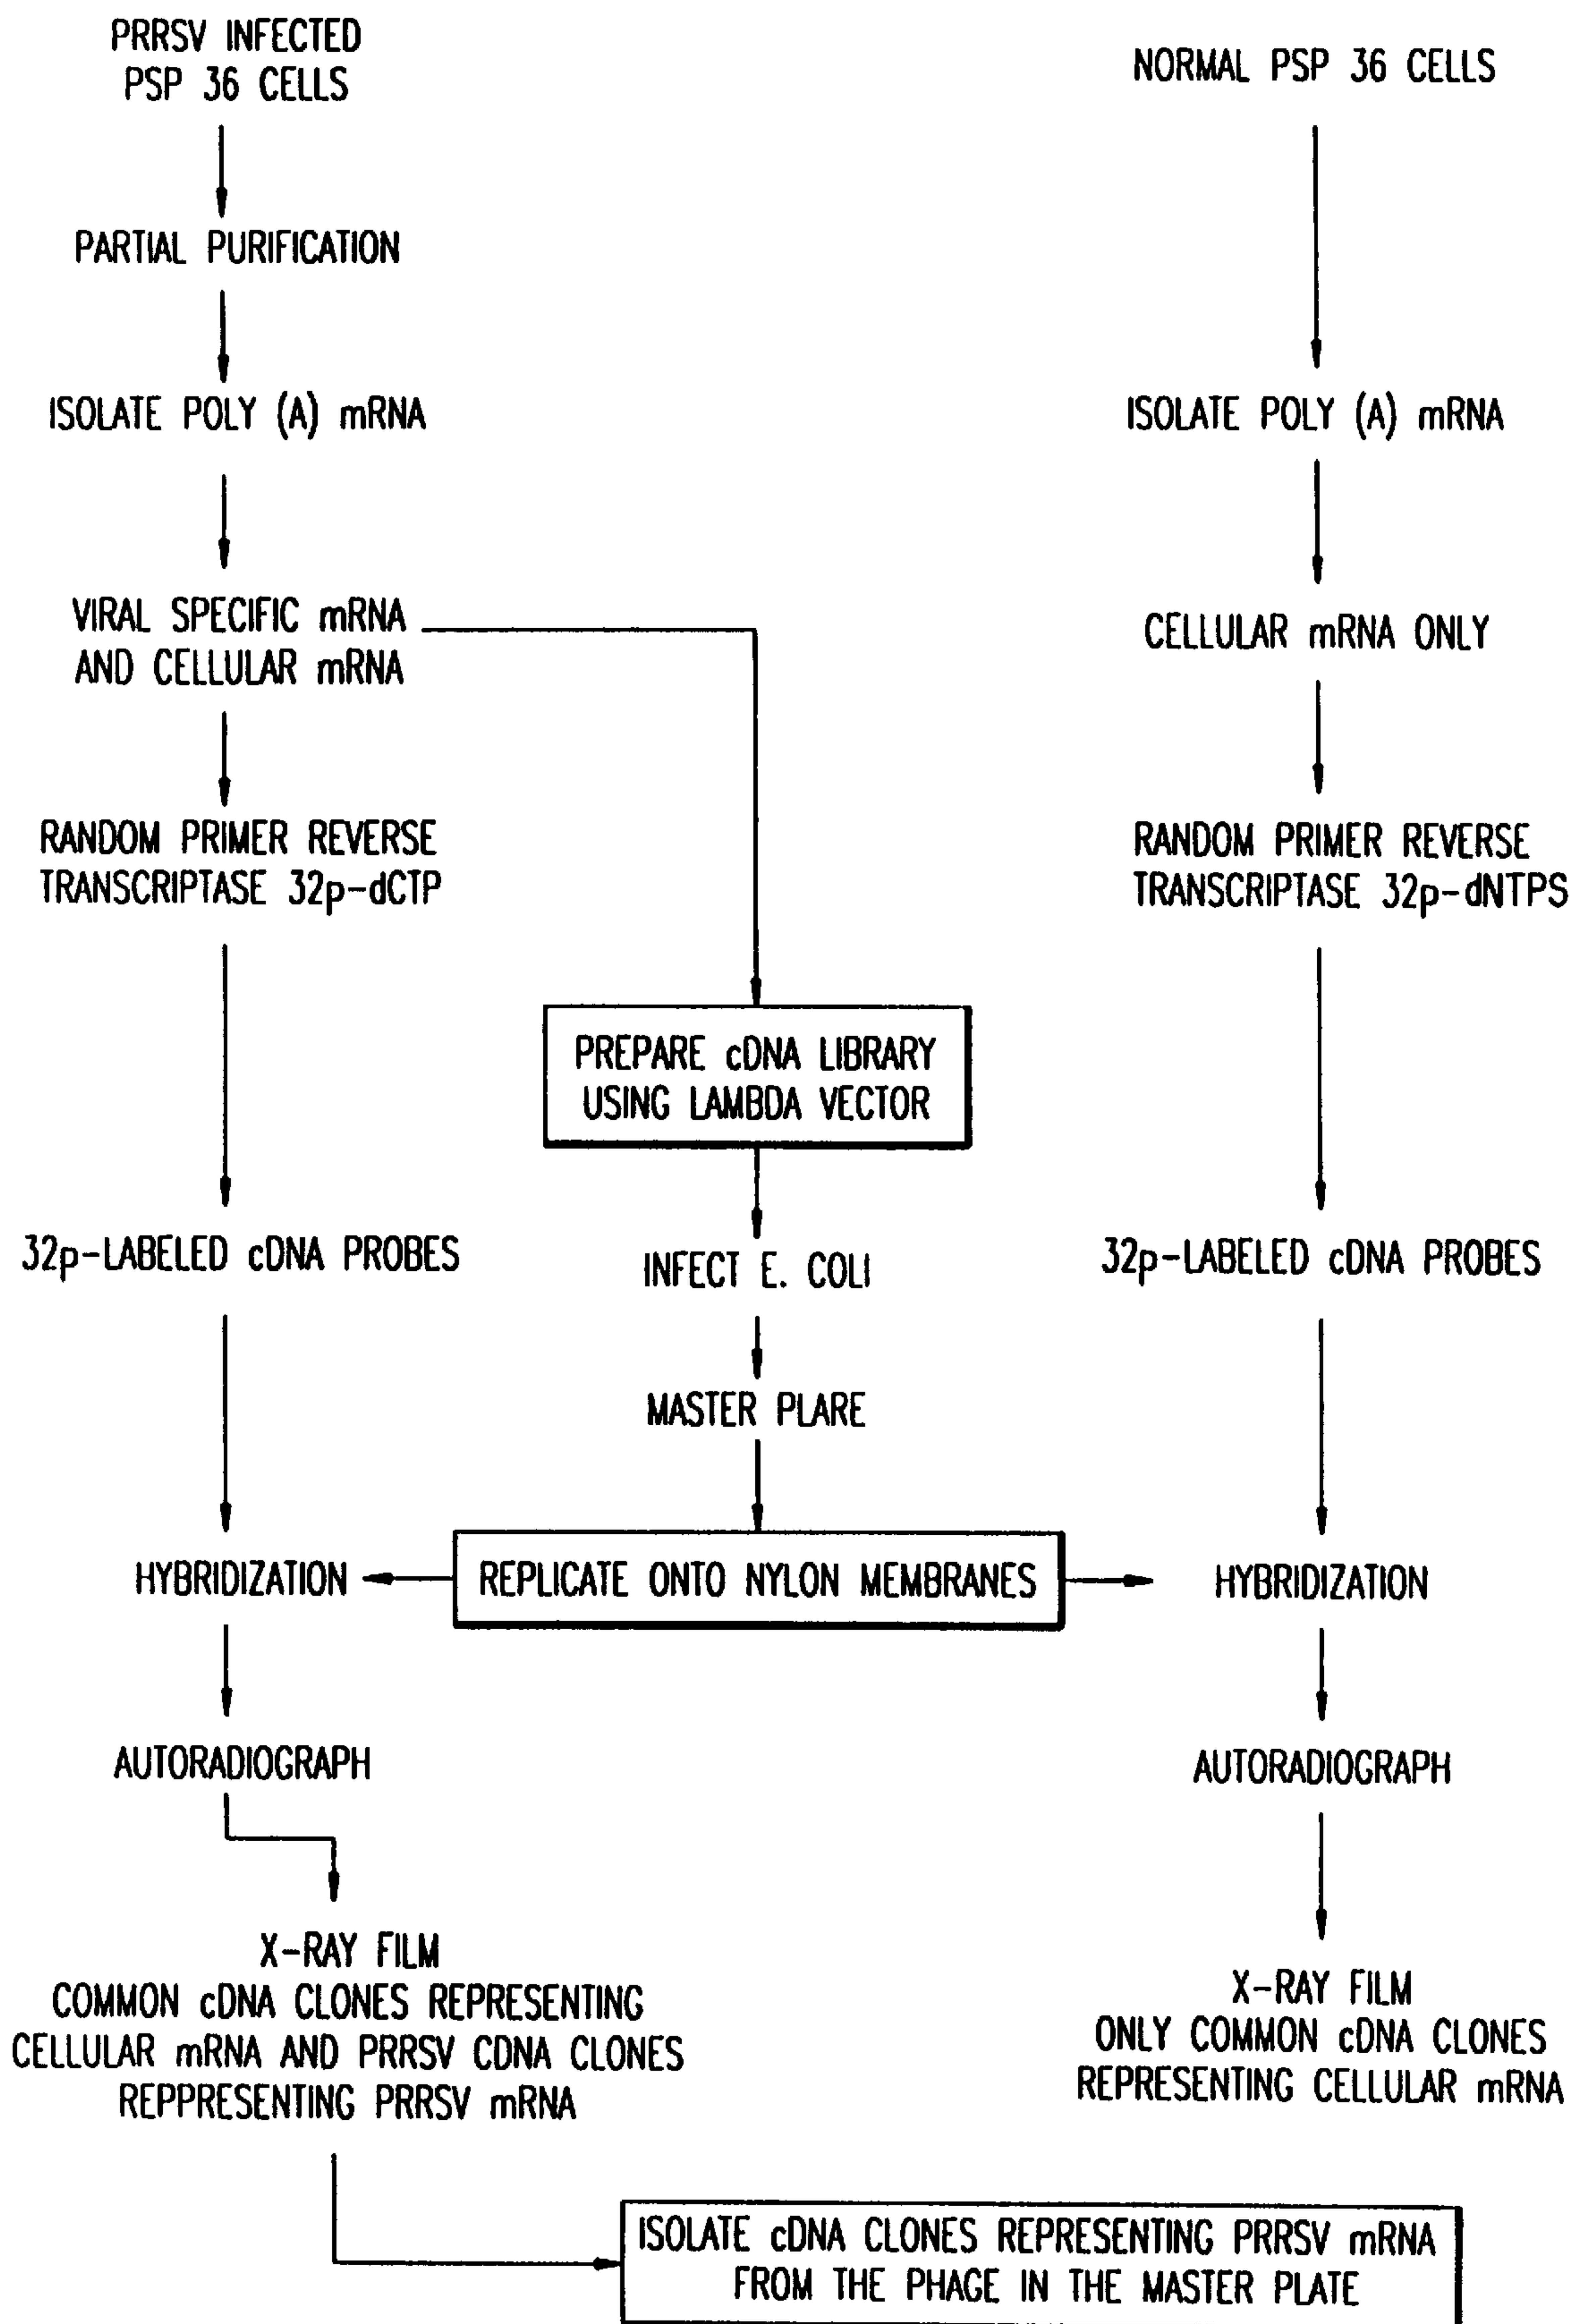 PRRSV INFECTED
PSP 36 CELLS
NORMAL PSP 36 CELLS
PARTIAL PURIFICATION
ISOLATE POLY (A) mRNA
ISOLATE POLY (A) mRNA
VIRAL SPECIFIC mRNA
AND CELLULAR mRNA
CELLULAR mRNA ONLY
RANDOM PRIMER REVERSE
TRANSCRIPTASE 32p-dCTP
RANDOM PRIMER REVERSE
TRANSCRIPTASE 32p-dNTPS
PREPARE cDNA LIBRARY
USING LAMBDA VECTOR
32p-LABELED cDNA PROBES
INFECT E. COLI
32p-LABELED cDNA PROBES
MASTER PLARE
HYBRIDIZATION
REPLICATE ONTO NYLON MEMBRANES
HYBRIDIZATION
AUTORADIOGRAPH
AUTORADIOGRAPH
X-RAY FILM
COMMON cDNA CLONES REPRESENTING
CELLULAR mRNA AND PRRSV CDNA CLONES
REPPRESENTING PRRSV mRNA
X-RAY FILM
ONLY COMMON cDNA CLONES
REPRESENTING CELLULAR mRNA
ISOLATE cDNA CLONES REPRESENTING PRRSV mRNA
FROM THE PHAGE IN THE MASTER PLATE